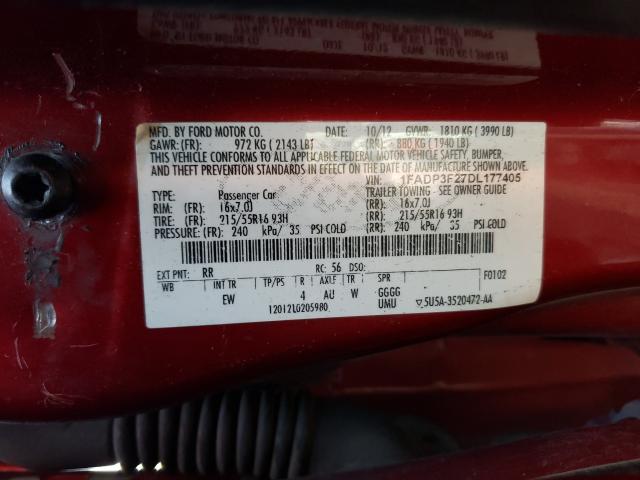 MFD. BY FORD MOTOR CO. DATE: 10/12 GVWR: 1810 KG ( 3990 LB)
GAWR: (FR): 972 KG ( 2143 LB) (RR): 880 KG ( 1940 LB)
THIS VEHICLE CONFORMS TO ALL APPLICABLE FEDERAL MOTOR VEHICLE SAFETY, BUMPER,
AND THEFT PREVENTION STANDARDS IN EFFECT ON THE DATE OF MANUFACTURE SHOWN ABOVE.
VIN: 1FADP3F27DL177405
TYPE: Passenger Car TRAILER TOWING - SEE OWNER GUIDE
RIM: (FR): 16x7.0J (RR): 16x7.0J
TIRE: (FR): 215/55R16 93H (RR): 215/55R16 93H
PRESSURE: (FR): 240 kPa/ 35 PSI COLD (RR): 240 kPa/ 35 PSI COLD
EXT PNT: RR RC: 56 DSO: F0102
WB INT TR TP/PS R AXLE TR SPR
EW 4 AU W GGGG
UMU
12012LG205980 5U5A-3520472-AA